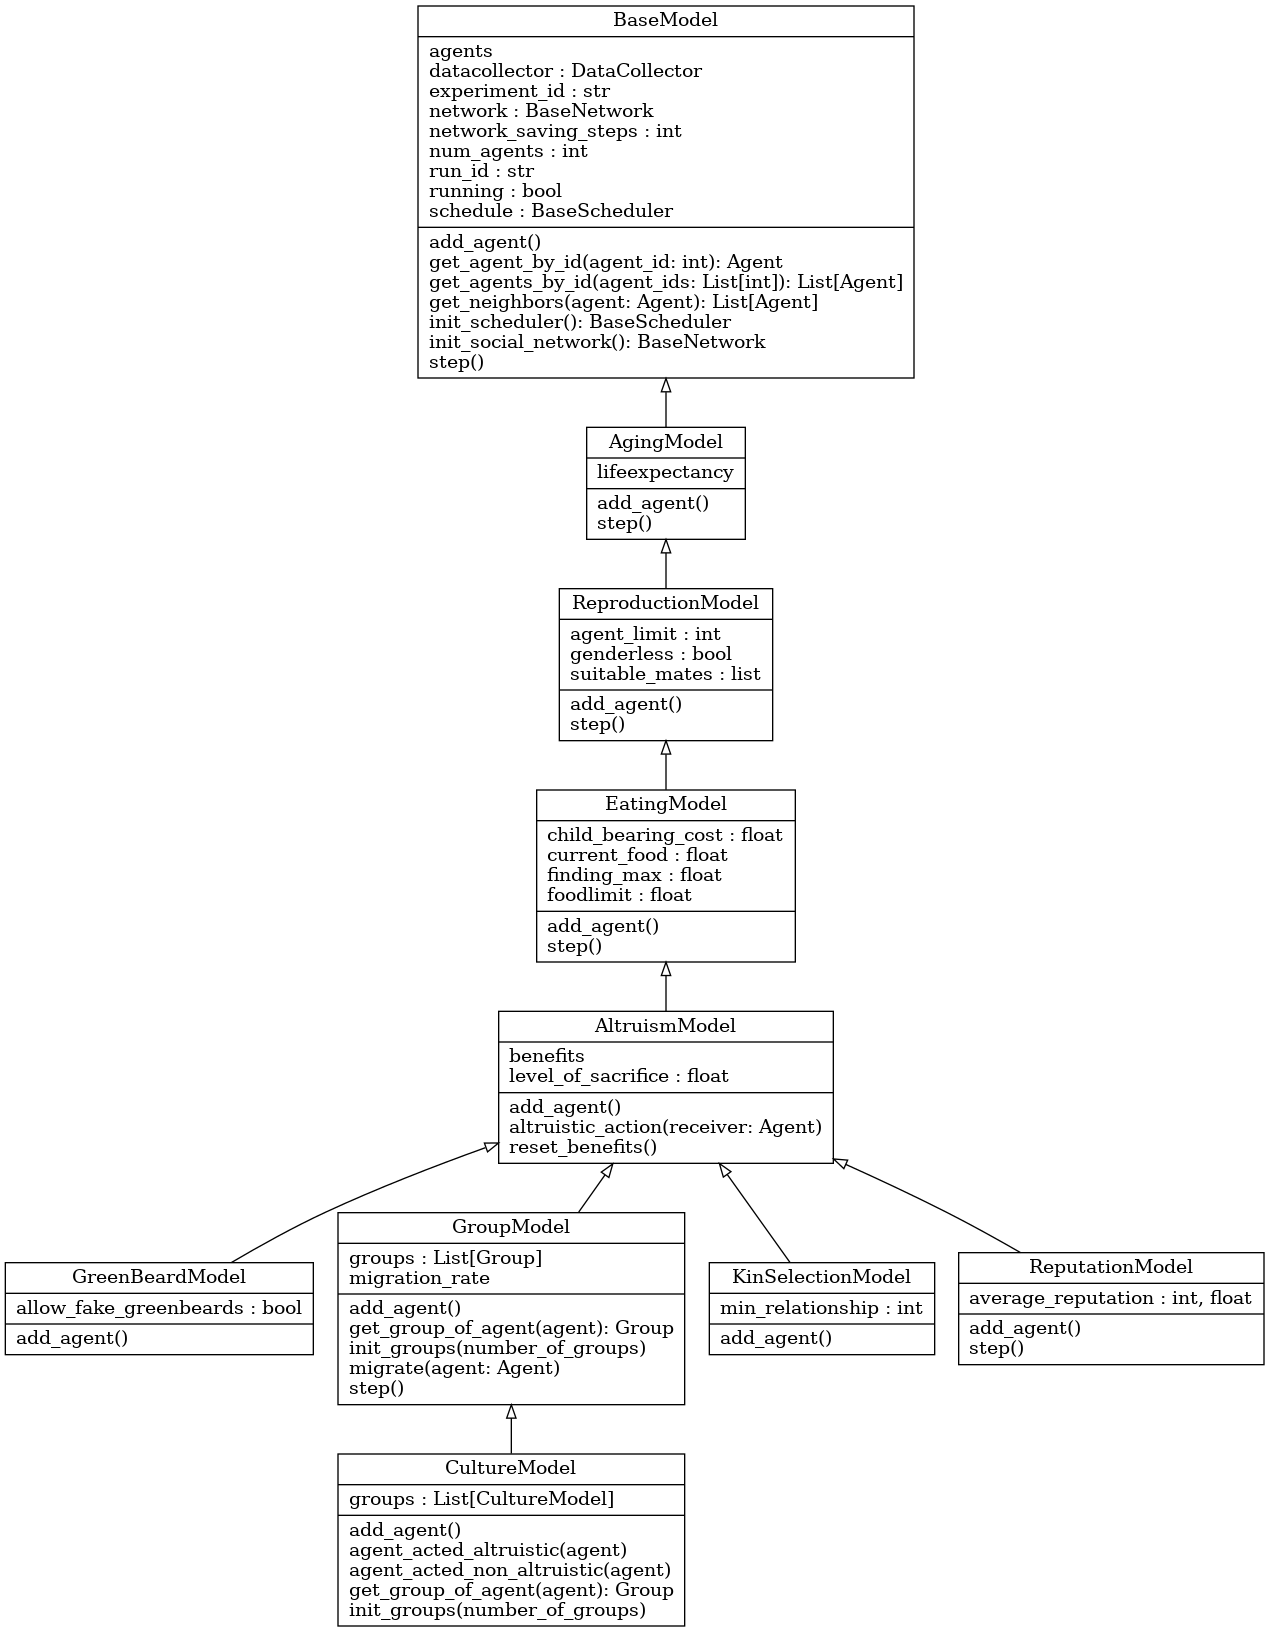 BaseModel
agents
datacollector : DataCollector
experiment_id : str
network : BaseNetwork
network_saving_steps : int
num_agents : int
run_id : str
running : bool
schedule : BaseScheduler
add_agent()
get_agent_by_id(agent_id: int): Agent
get_agents_by_id(agent_ids: List[int]): List[Agent]
get_neighbors(agent: Agent): List[Agent]
init_scheduler(): BaseScheduler
init_social_network(): BaseNetwork
step()
AgingModel
lifeexpectancy
add_agent()
step()
ReproductionModel
agent_limit : int
genderless : bool
suitable_mates : list
add_agent()
step()
EatingModel
child_bearing_cost : float
current_food : float
finding_max : float
foodlimit : float
add_agent()
step()
AltruismModel
benefits
level_of_sacrifice : float
add_agent()
altruistic_action(receiver: Agent)
reset_benefits()
GreenBeardModel
allow_fake_greenbeards : bool
add_agent()
GroupModel
groups : List[Group]
migration_rate
add_agent()
get_group_of_agent(agent): Group
init_groups(number_of_groups)
migrate(agent: Agent)
step()
KinSelectionModel
min_relationship : int
add_agent()
ReputationModel
average_reputation : int, float
add_agent()
step()
CultureModel
groups : List[CultureModel]
add_agent()
agent_acted_altruistic(agent)
agent_acted_non_altruistic(agent)
get_group_of_agent(agent): Group
init_groups(number_of_groups)